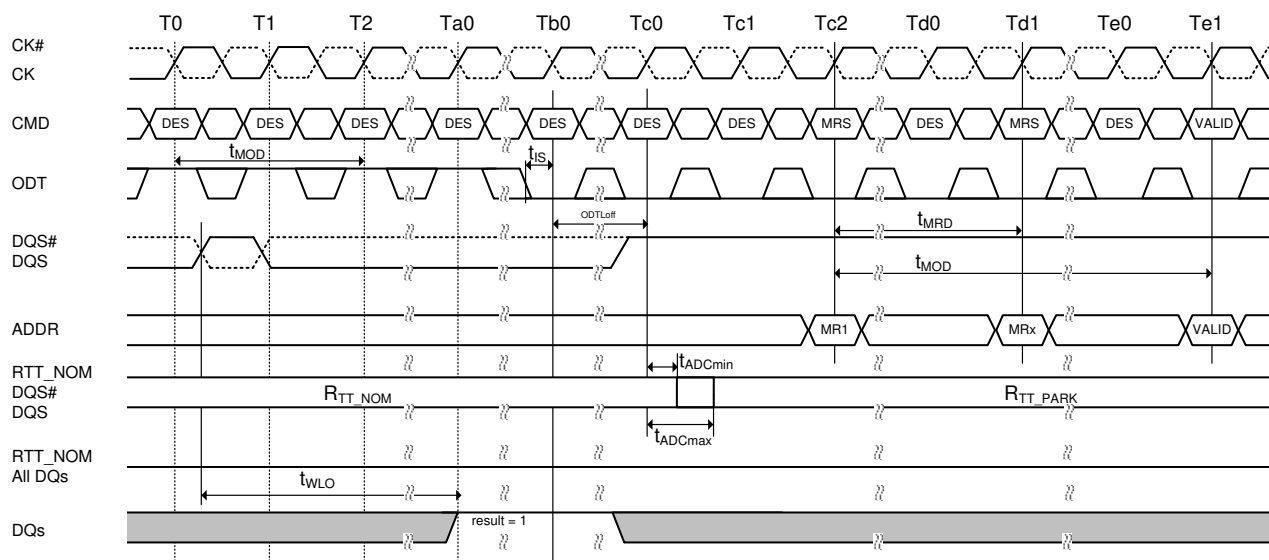 T0 T1 T2 Ta0 Tb0 Tc0 Tc1 Tc2 Td0 Td1 Te0 Te1
CK#
CK
CMD DES DES DES DES DES DES DES MRS DES MRS DES VALID
tMOD tIS
ODT
ODTLoff
tMRD
DQS#
DQS
tMOD
ADDR MR1 MRx VALID
tADCmin
RTT_NOM
DQS#
DQS
RTT_NOM RTT_PARK
tADCmax
RTT_NOM
All DQs
tWLO
DQs result = 1